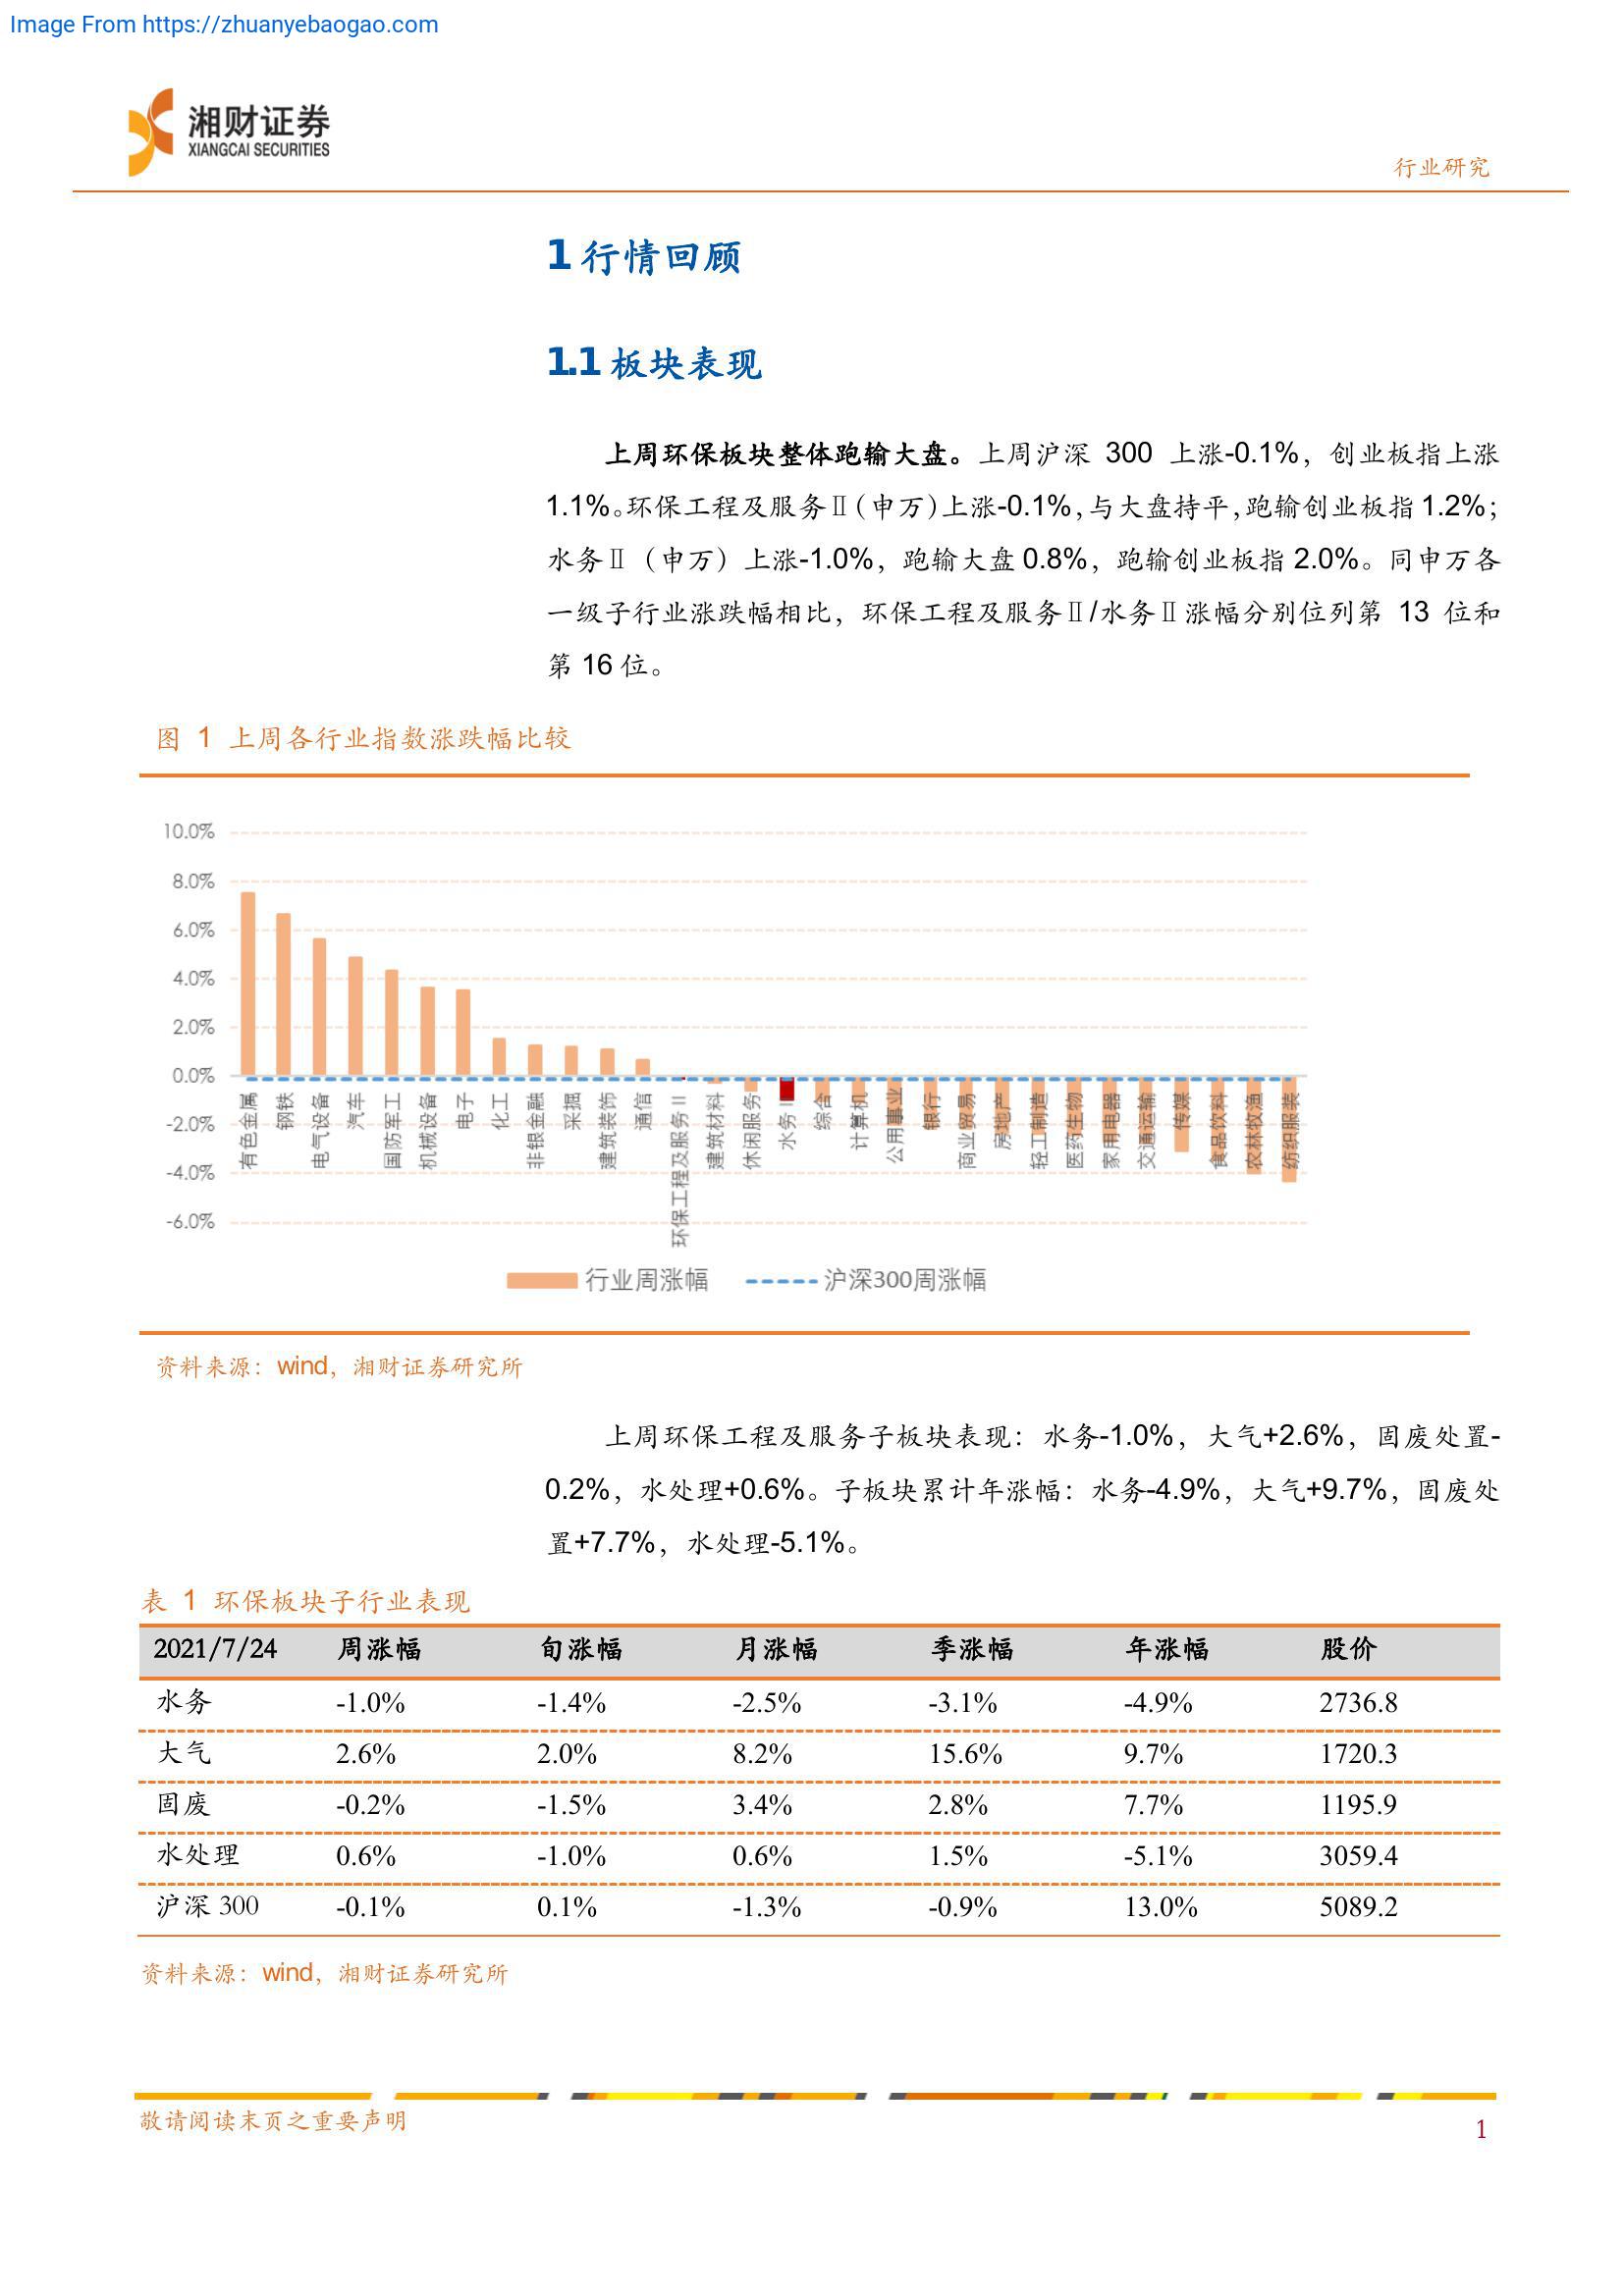 Image From https://zhuanyebaogao.com
湘财证券
XIANGCAI SECURITIES
行业研究
1 行情回顾
1.1 板块表现
上周环保板块整体跑输大盘。上周沪深 300 上涨-0.1%，创业板指上涨
1.1%。环保工程及服务Ⅱ（申万）上涨-0.1%，与大盘持平，跑输创业板指 1.2%；
水务Ⅱ（申万）上涨-1.0%，跑输大盘 0.8%，跑输创业板指 2.0%。同申万各
一级子行业涨跌幅相比，环保工程及服务Ⅱ/水务Ⅱ涨幅分别位列第 13 位和
第 16 位。
图 1 上周各行业指数涨跌幅比较
10.0%
8.0%
6.0%
4.0%
2.0%
0.0%
-2.0%
-4.0%
-6.0%
有色金属
钢铁
电气设备
汽车
国防军工
机械设备
电子
化工
非银金融
采掘
建筑装饰
通信
环保工程及服务Ⅱ
建筑材料
休闲服务
水务Ⅱ
综合
计算机
公用事业
银行
商业贸易
房地产
轻工制造
医药生物
家用电器
交通运输
传媒
食品饮料
农林牧渔
纺织服装
行业周涨幅 沪深300周涨幅
资料来源：wind，湘财证券研究所
上周环保工程及服务子板块表现：水务-1.0%，大气+2.6%，固废处置-
0.2%，水处理+0.6%。子板块累计年涨幅：水务-4.9%，大气+9.7%，固废处
置+7.7%，水处理-5.1%。
表 1 环保板块子行业表现
2021/7/24 周涨幅 旬涨幅 月涨幅 季涨幅 年涨幅 股价
水务 -1.0% -1.4% -2.5% -3.1% -4.9% 2736.8
大气 2.6% 2.0% 8.2% 15.6% 9.7% 1720.3
固废 -0.2% -1.5% 3.4% 2.8% 7.7% 1195.9
水处理 0.6% -1.0% 0.6% 1.5% -5.1% 3059.4
沪深 300 -0.1% 0.1% -1.3% -0.9% 13.0% 5089.2
资料来源：wind，湘财证券研究所
敬请阅读末页之重要声明
1